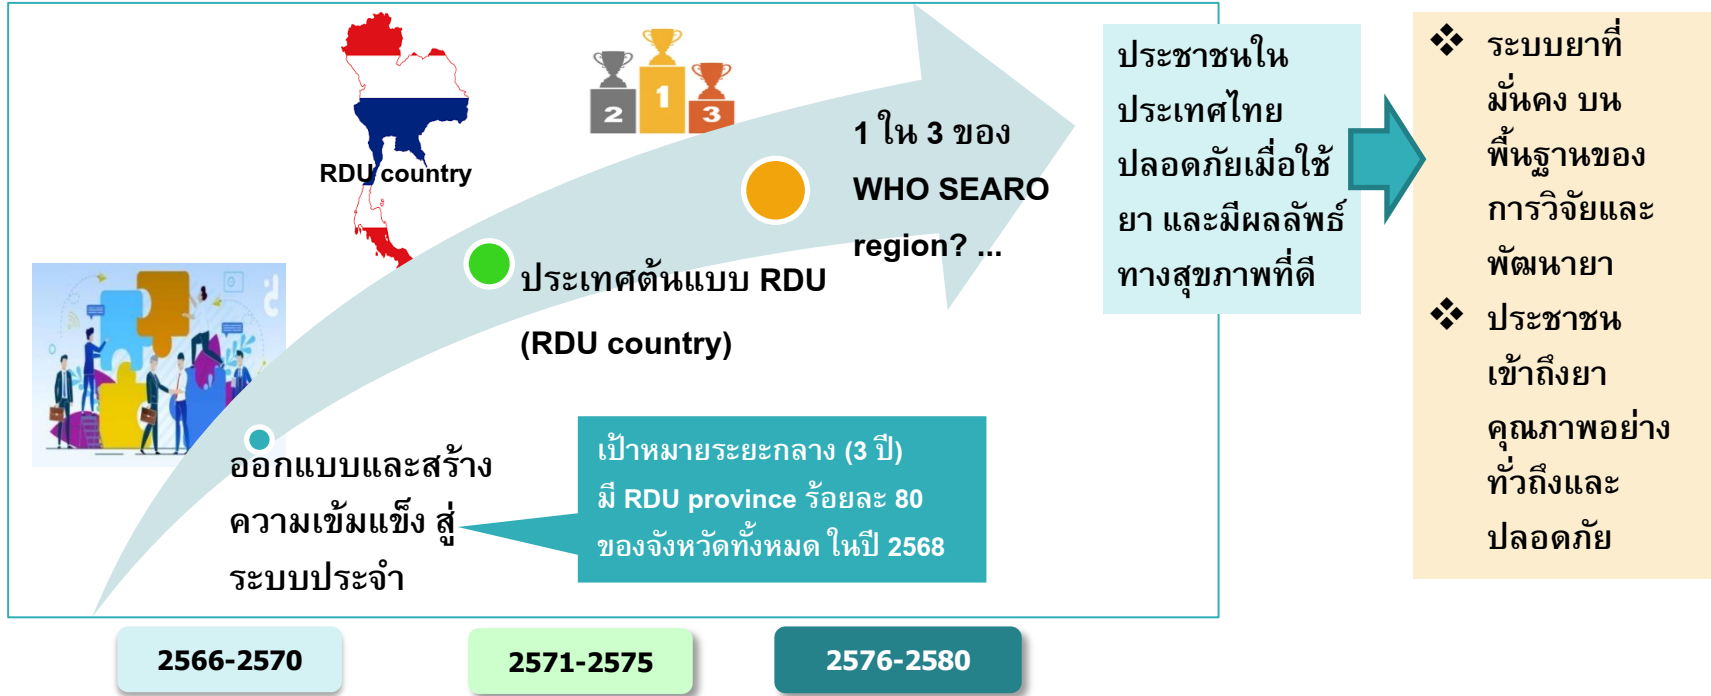 RDU country
2
1
3
1 ใน 3 ของ
WHO SEARO
region? ...
ประเทศต้นแบบ RDU
(RDU country)
ออกแบบและสร้าง
ความเข้มแข็ง สู่
ระบบประจำ
เป้าหมายระยะกลาง (3 ปี)
มี RDU province ร้อยละ 80
ของจังหวัดทั้งหมด ในปี 2568
ประชาชนใน
ประเทศไทย
ปลอดภัยเมื่อใช้
ยา และมีผลลัพธ์
ทางสุขภาพที่ดี
❖ ระบบยาที่
มั่นคง บน
พื้นฐานของ
การวิจัยและ
พัฒนายา
❖ ประชาชน
เข้าถึงยา
คุณภาพอย่าง
ทั่วถึงและ
ปลอดภัย
2566-2570
2571-2575
2576-2580